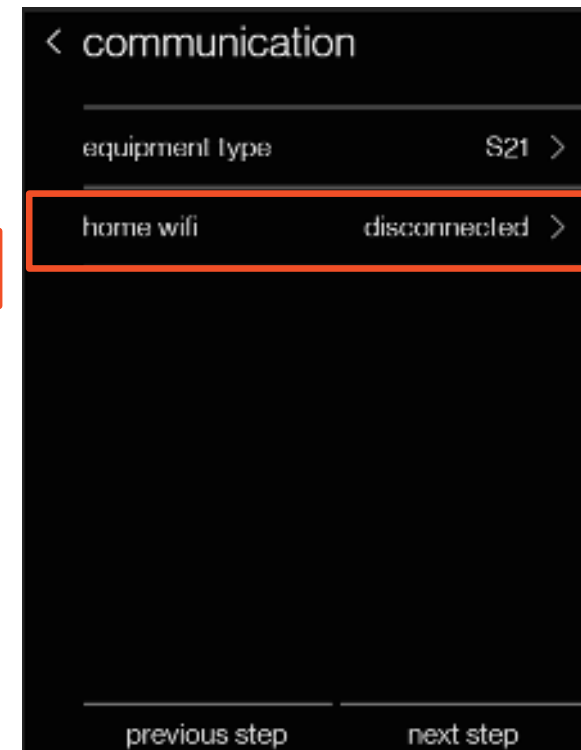 < communication
equipment type S21 >
home wifi disconnected >
previous step next step